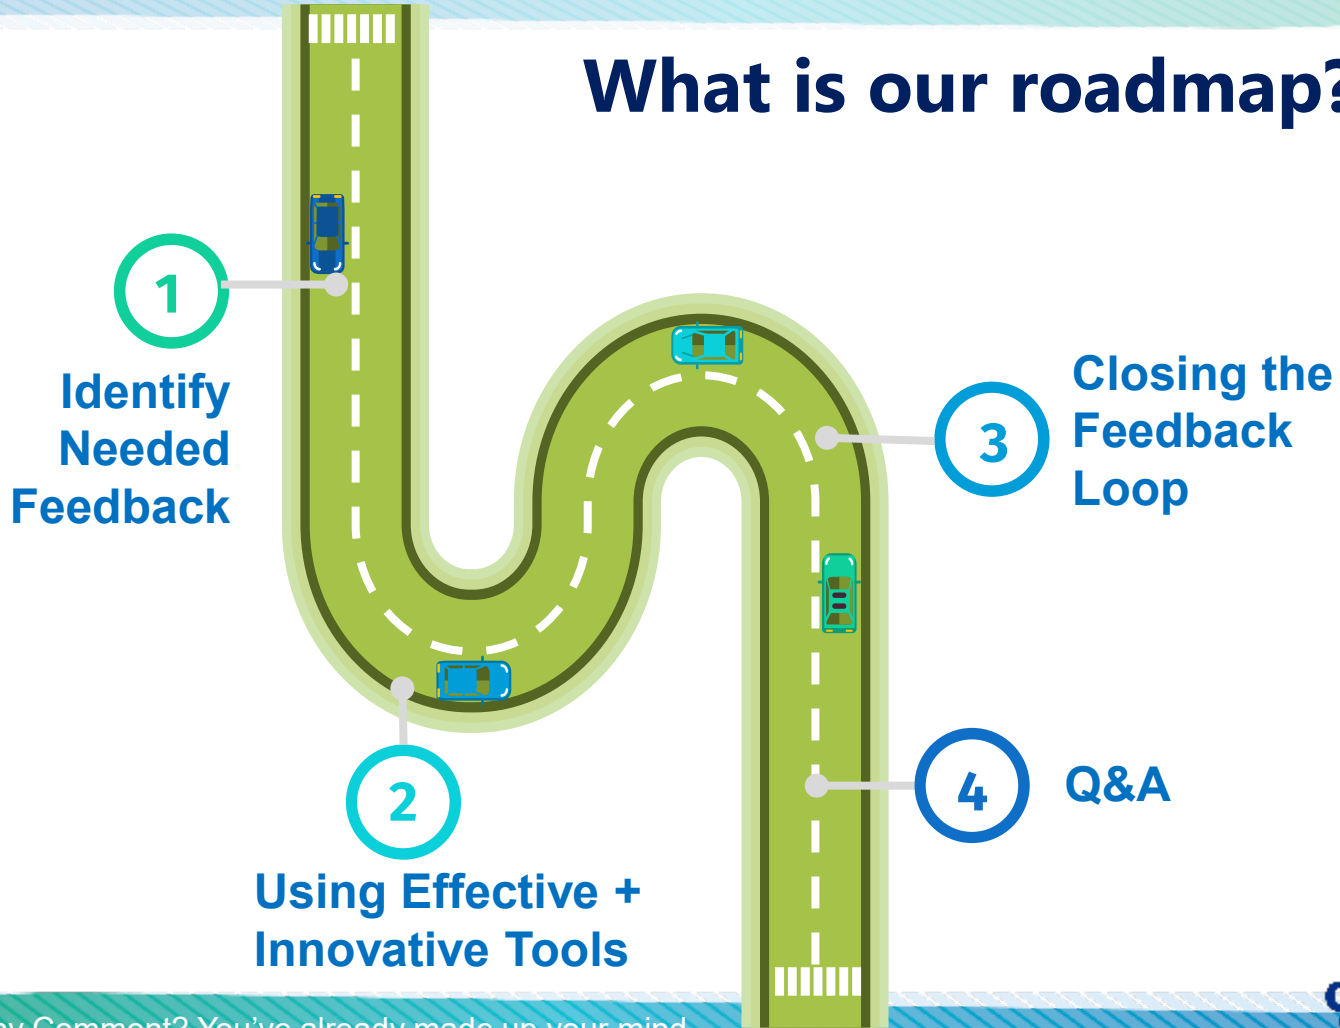 What is our roadmap?
1
Identify
Needed
Feedback
2
Using Effective +
Innovative Tools
3
Closing the
Feedback
Loop
4
Q&A
Comment? You've already made up your mind